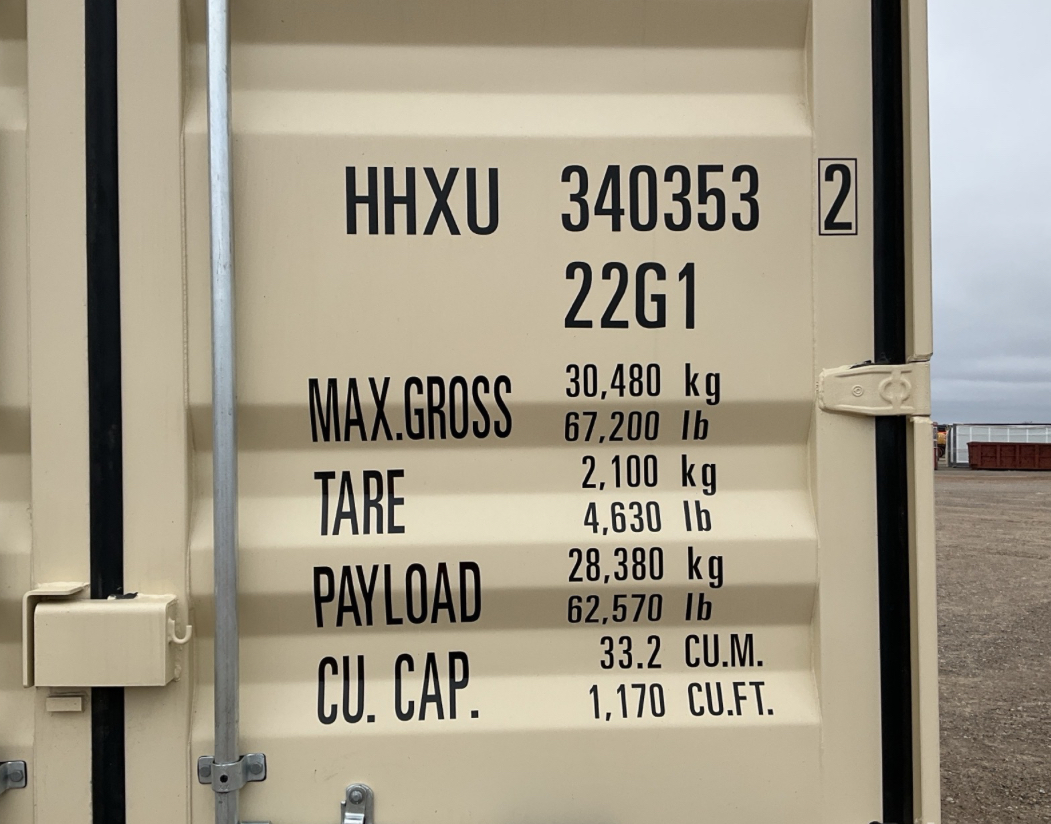 HHXU 340353 2
22G1
MAX.GROSS 30,480 kg
67,200 lb
TARE 2,100 kg
4,630 lb
PAYLOAD 28,380 kg
62,570 lb
CU. CAP. 33.2 CU.M.
1,170 CU.FT.